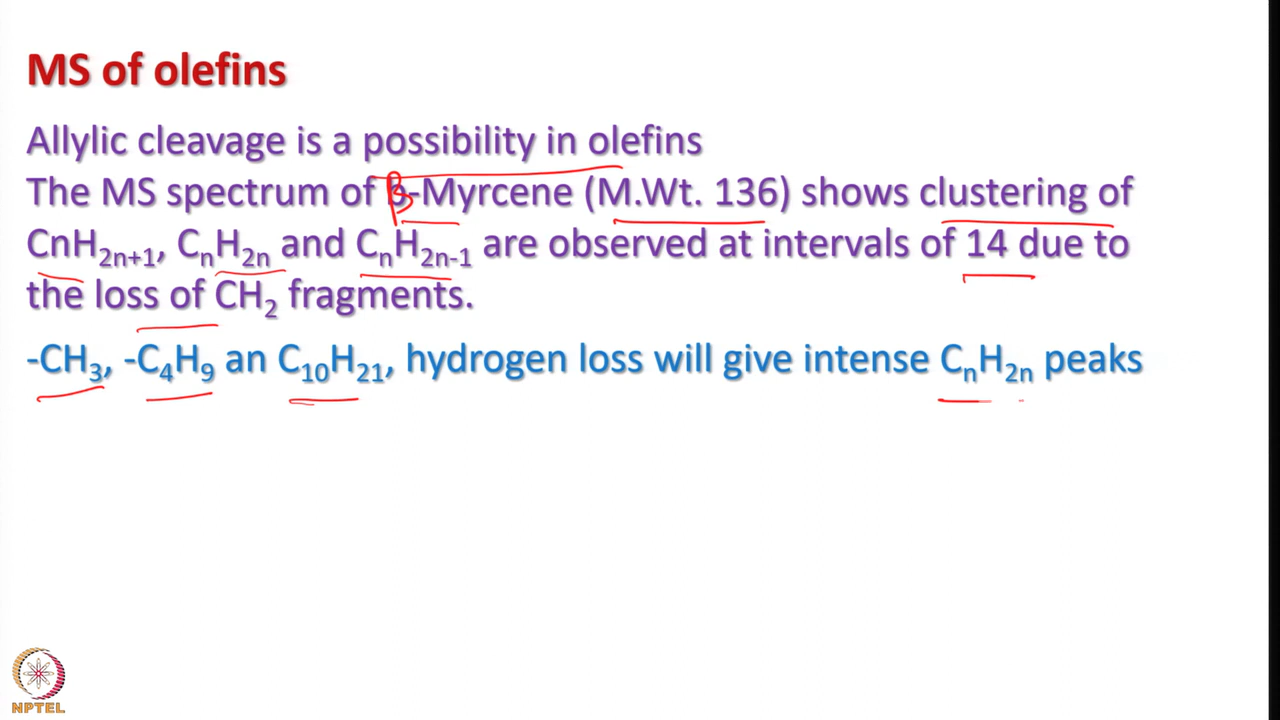 MS of olefins
Allylic cleavage is a possibility in olefins
The MS spectrum of β-Myrcene (M.Wt. 136) shows clustering of
CnH2n+1, CnH2n and CnH2n-1 are observed at intervals of 14 due to
the loss of CH2 fragments.
-CH3, -C4H9 an C10H21, hydrogen loss will give intense CnH2n peaks
NPTEL